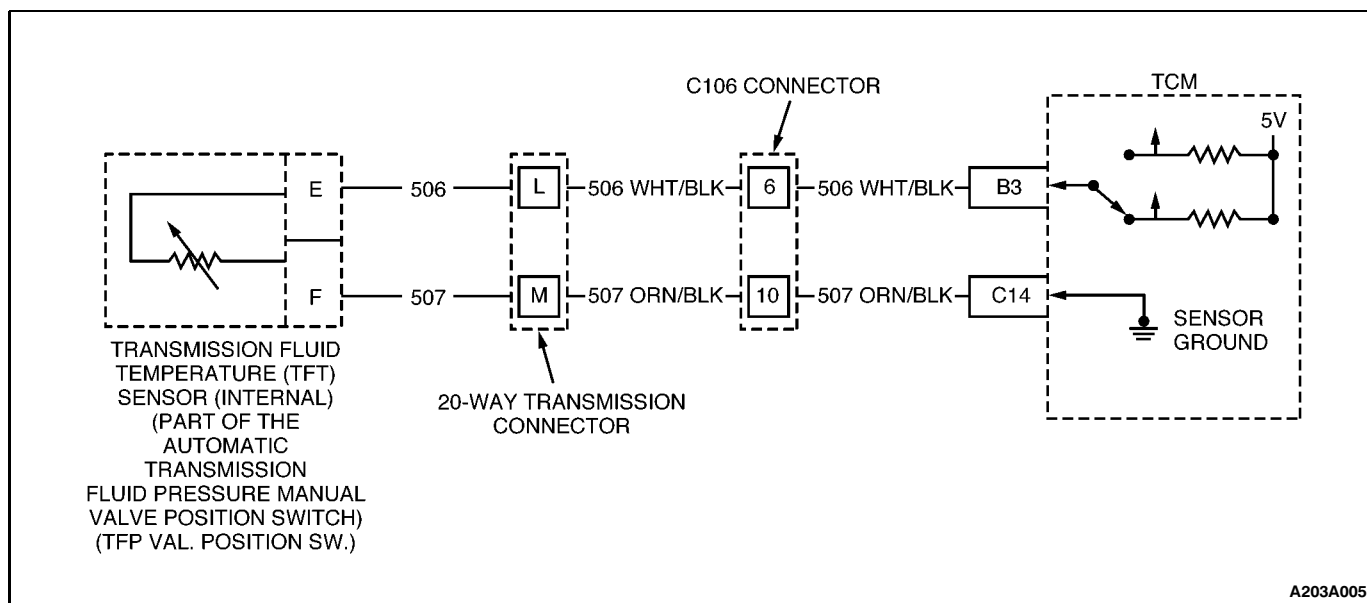 C106 CONNECTOR
TCM
5V
E
506
L
506 WHT/BLK
6
506 WHT/BLK
B3
F
507
M
507 ORN/BLK
10
507 ORN/BLK
C14
SENSOR
GROUND
TRANSMISSION FLUID
TEMPERATURE (TFT)
SENSOR (INTERNAL)
(PART OF THE
AUTOMATIC
TRANSMISSION
FLUID PRESSURE MANUAL
VALVE POSITION SWITCH)
(TFP VAL. POSITION SW.)
20-WAY TRANSMISSION
CONNECTOR
A203A005